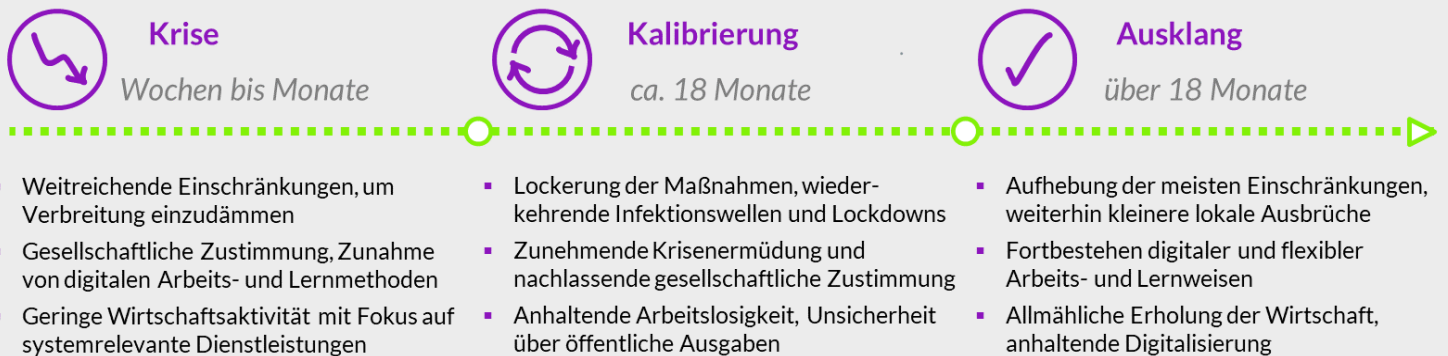 Krise
Wochen bis Monate
Weitreichende Einschränkungen, um
Verbreitung einzudämmen
Gesellschaftliche Zustimmung, Zunahme
von digitalen Arbeits- und Lernmethoden
Geringe Wirtschaftsaktivität mit Fokus auf
systemrelevante Dienstleistungen
Kalibrierung
ca. 18 Monate
Lockerung der Maßnahmen, wieder-
kehrende Infektionswellen und Lockdowns
Zunehmende Krisenermüdung und
nachlassende gesellschaftliche Zustimmung
Anhaltende Arbeitslosigkeit, Unsicherheit
über öffentliche Ausgaben
Ausklang
über 18 Monate
Aufhebung der meisten Einschränkungen,
weiterhin kleinere lokale Ausbrüche
Fortbestehen digitaler und flexibler
Arbeits- und Lernweisen
Allmähliche Erholung der Wirtschaft,
anhaltende Digitalisierung